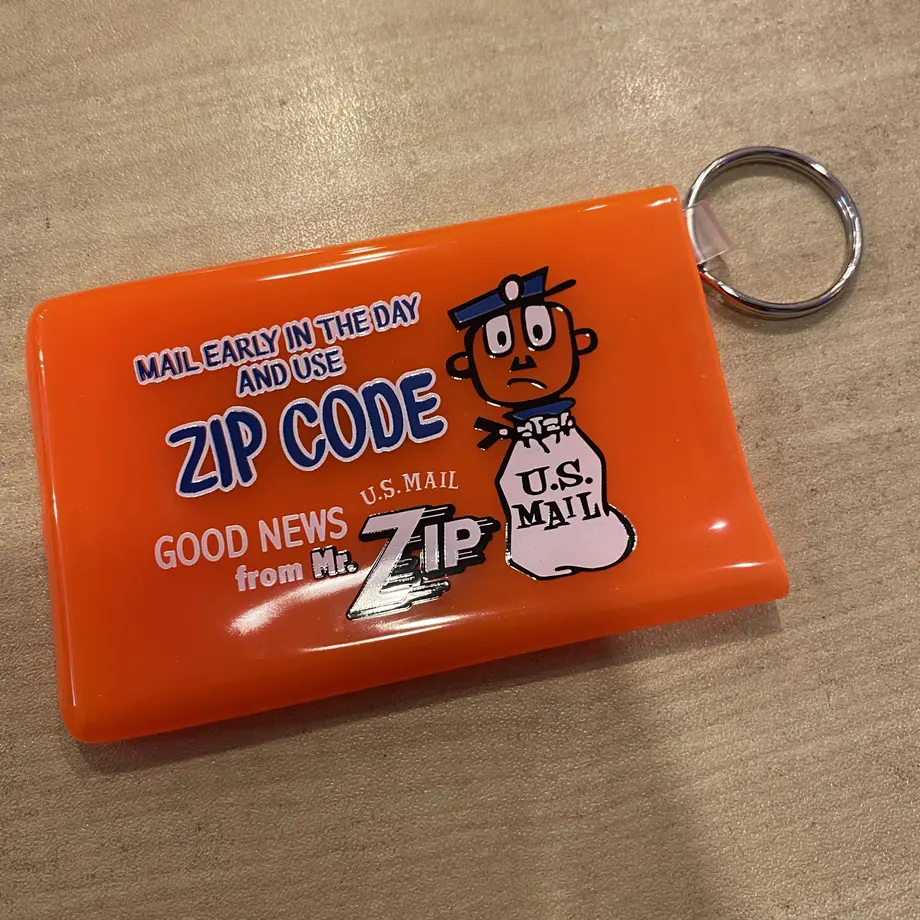 MAIL EARLY IN THE DAY
AND USE
ZIP CODE
U.S. MAIL
GOOD NEWS
from Mr. ZIP
U.S.
MAIL